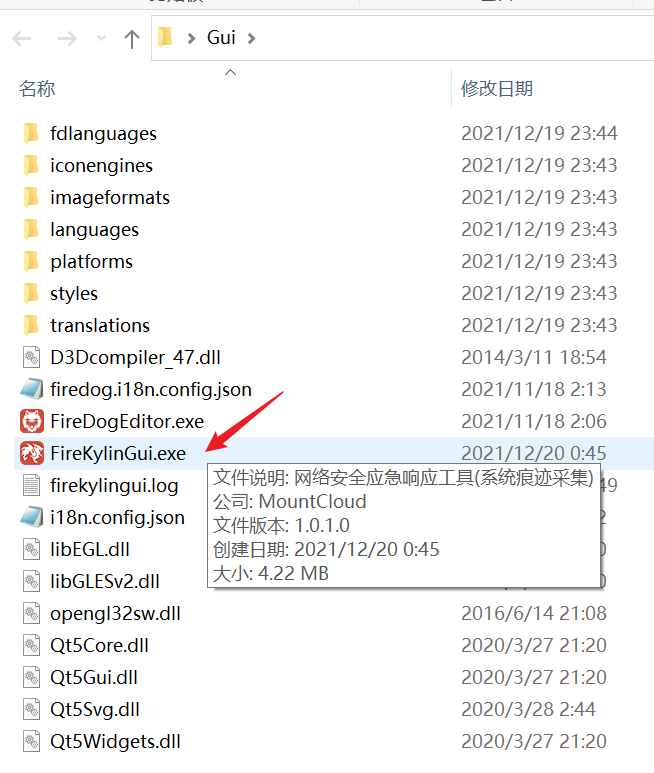 Gui
名称 修改日期
fdlanguages 2021/12/19 23:44
iconengines 2021/12/19 23:43
imageformats 2021/12/19 23:43
languages 2021/12/19 23:43
platforms 2021/12/19 23:43
styles 2021/12/19 23:43
translations 2021/12/19 23:43
D3Dcompiler_47.dll 2014/3/11 18:54
firedog.i18n.config.json 2021/11/18 2:13
FireDogEditor.exe 2021/11/18 2:06
FireKylinGui.exe 2021/12/20 0:45
firekylingui.log
文件说明: 网络安全应急响应工具(系统痕迹采集)
公司: MountCloud
文件版本: 1.0.1.0
创建日期: 2021/12/20 0:45
大小: 4.22 MB
i18n.config.json
libEGL.dll
libGLESv2.dll
opengl32sw.dll 2016/6/14 21:08
Qt5Core.dll 2020/3/27 21:20
Qt5Gui.dll 2020/3/27 21:20
Qt5Svg.dll 2020/3/28 2:44
Qt5Widgets.dll 2020/3/27 21:20